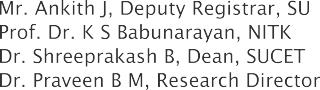 Mr. Ankith J, Deputy Registrar, SU
Prof. Dr. K S Babunarayan, NITK
Dr. Shreeprakash B, Dean, SUCET
Dr. Praveen B M, Research Director